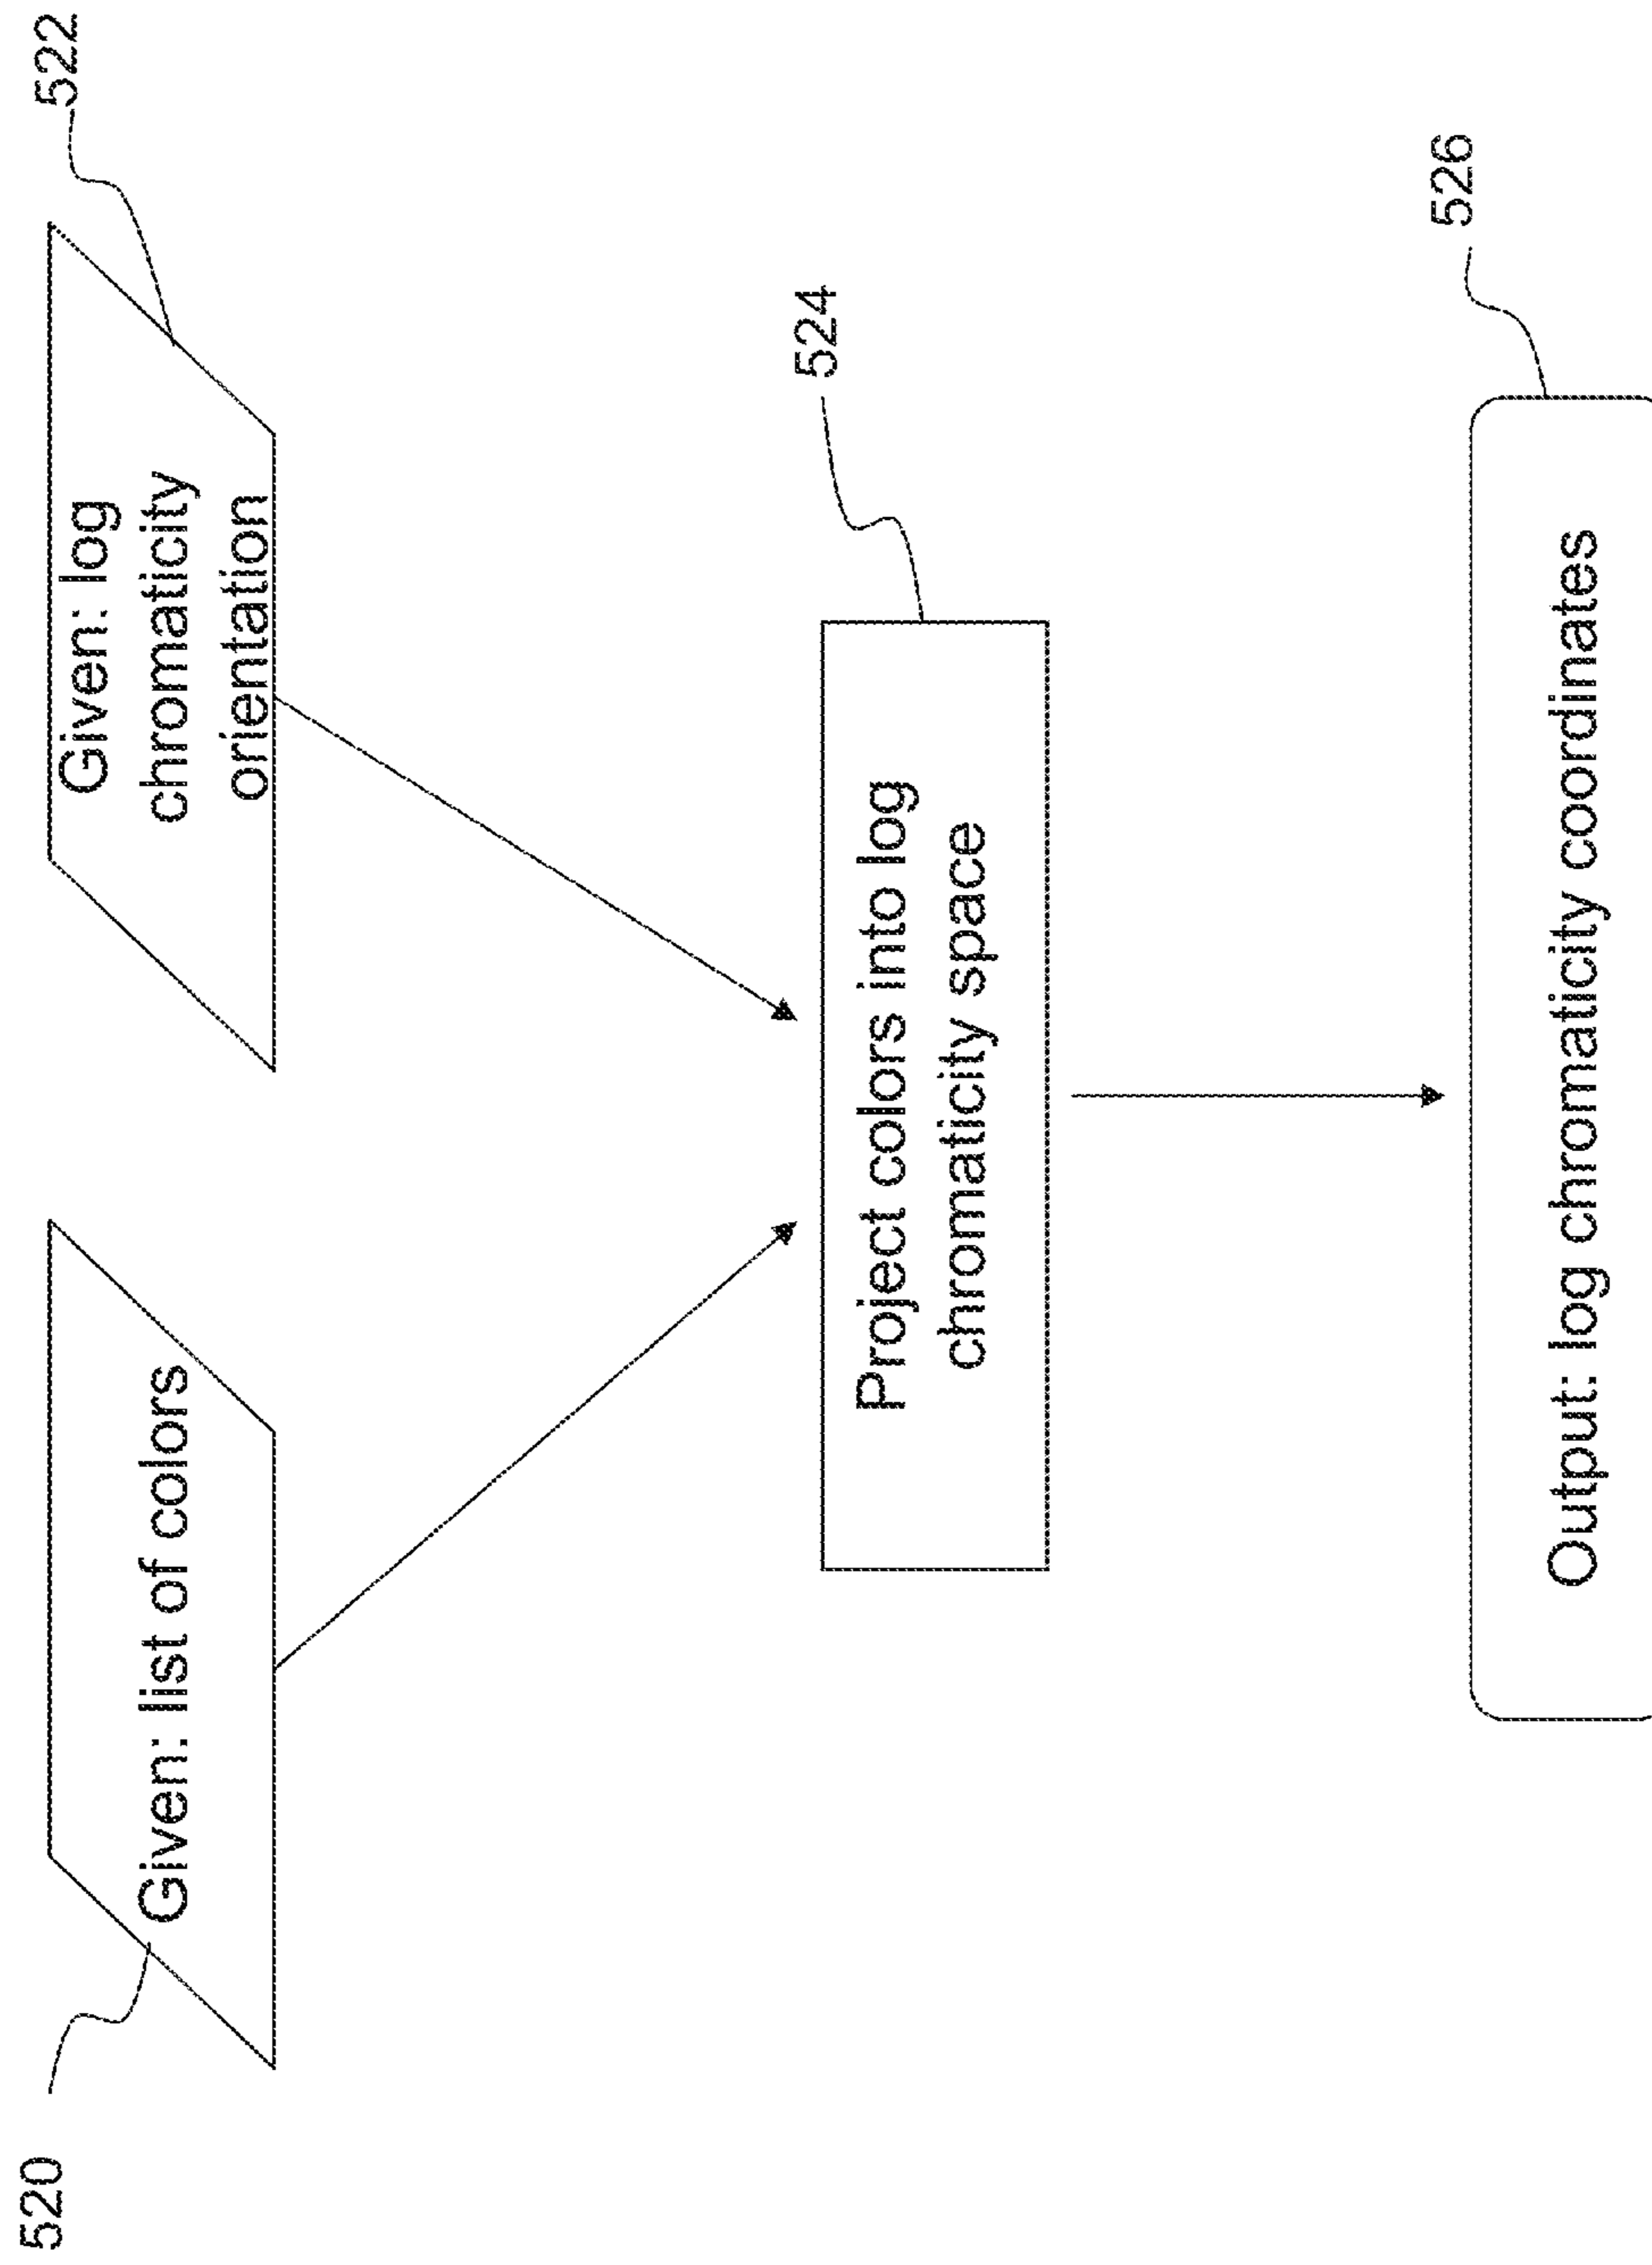 520
Given: list of colors
Given: log
chromaticity
orientation
522
Project colors into log
chromaticity space
524
Output: log chromaticity coordinates
526